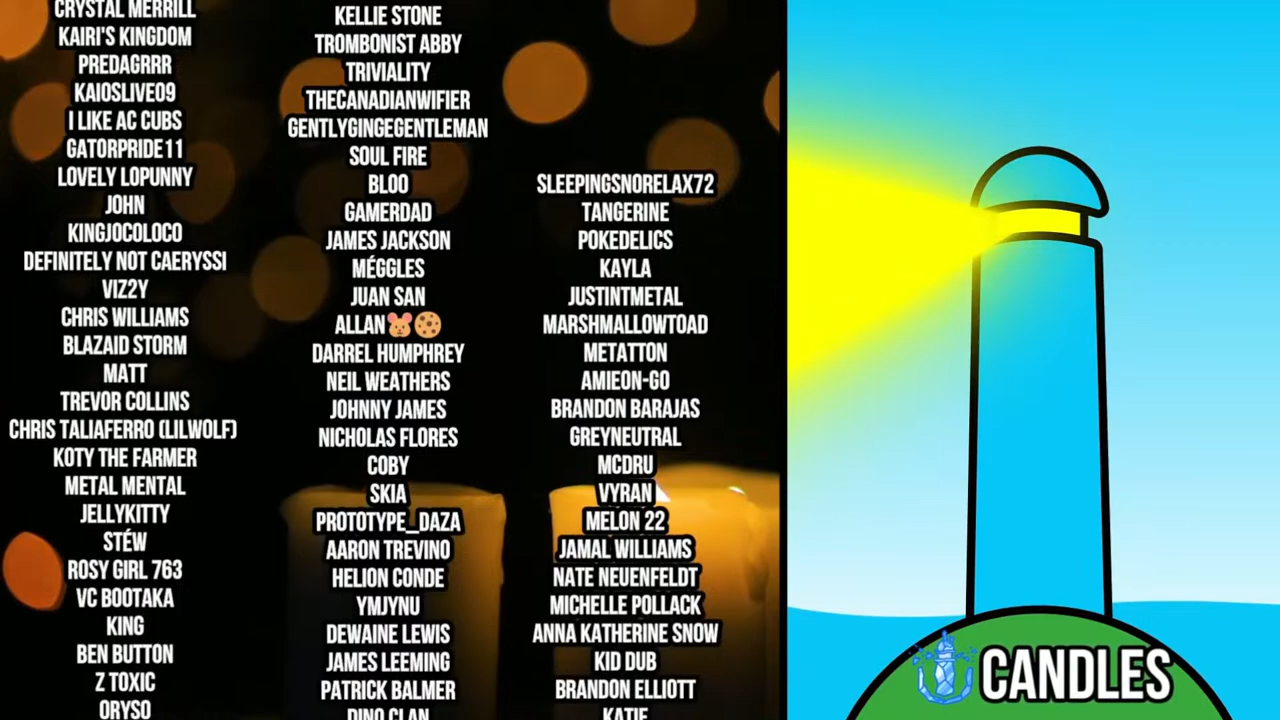 CRYSTAL MERRILL
KAIRI'S KINGDOM
PREDAGRRR
KAIOSLIVE09
I LIKE AC CUBS
GATORPRIDE11
LOVELY LOPUNNY
JOHN
KINGJOCOLOCO
DEFINITELY NOT CAERYSSI
VIZ2Y
CHRIS WILLIAMS
BLAZAID STORM
MATT
TREVOR COLLINS
CHRIS TALIAFERRO (LILWOLF)
KOTY THE FARMER
METAL MENTAL
JELLYKITTY
STÉW
ROSY GIRL 763
VC BOOTAKA
KING
BEN BUTTON
Z TOXIC
ORYSO
KELLIE STONE
TROMBONIST ABBY
TRIVIALITY
THECANADIANWIFIER
GENTLYGINGEGENTLEMAN
SOUL FIRE
BLOO
GAMERDAD
JAMES JACKSON
MÉGGLES
JUAN SAN
ALLAN🐭🍪
DARREL HUMPHREY
NEIL WEATHERS
JOHNNY JAMES
NICHOLAS FLORES
COBY
SKIA
PROTOTYPE_DAZA
AARON TREVINO
HELION CONDE
YMJYNU
DEWAINE LEWIS
JAMES LEEMING
PATRICK BALMER
DINO CLAN
SLEEPINGSNORELAX72
TANGERINE
POKEDELICS
KAYLA
JUSTINTMETAL
MARSHMALLOWTOAD
METATTON
AMIEON-GO
BRANDON BARAJAS
GREYNEUTRAL
MCDRU
VYRAN
MELON 22
JAMAL WILLIAMS
NATE NEUENFELDT
MICHELLE POLLACK
ANNA KATHERINE SNOW
KID DUB
BRANDON ELLIOTT
KATIE
CANDLES